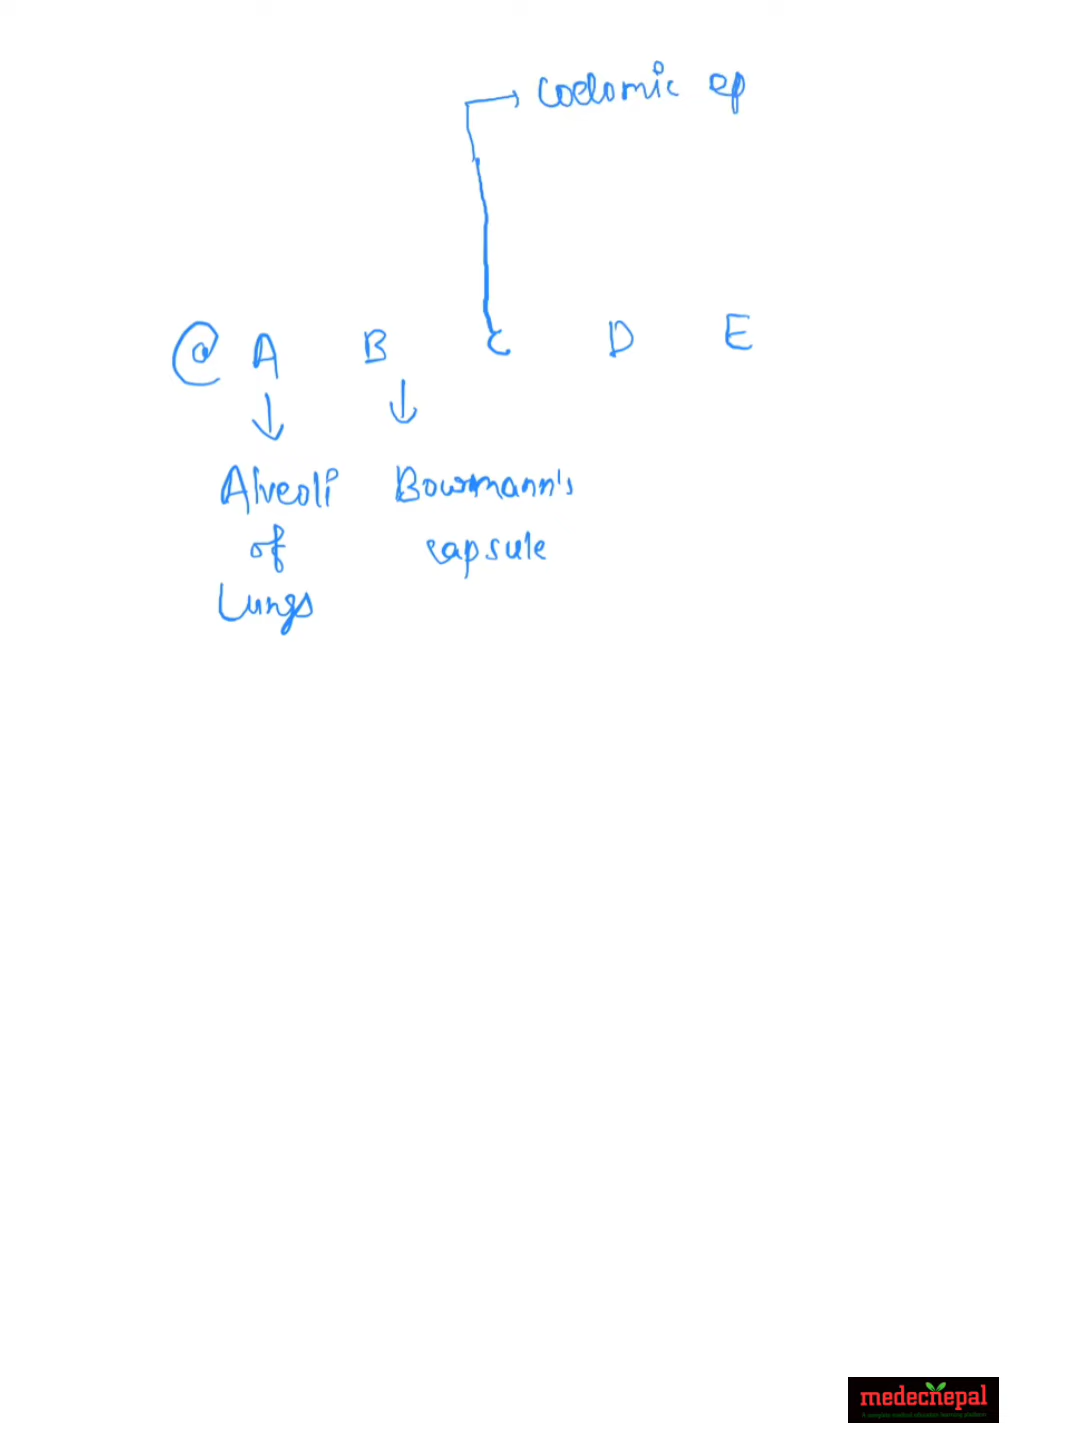 Coelomic ep
@ A B C D E
Alveoli Bowmann's
of capsule
Lungs
medecnepal